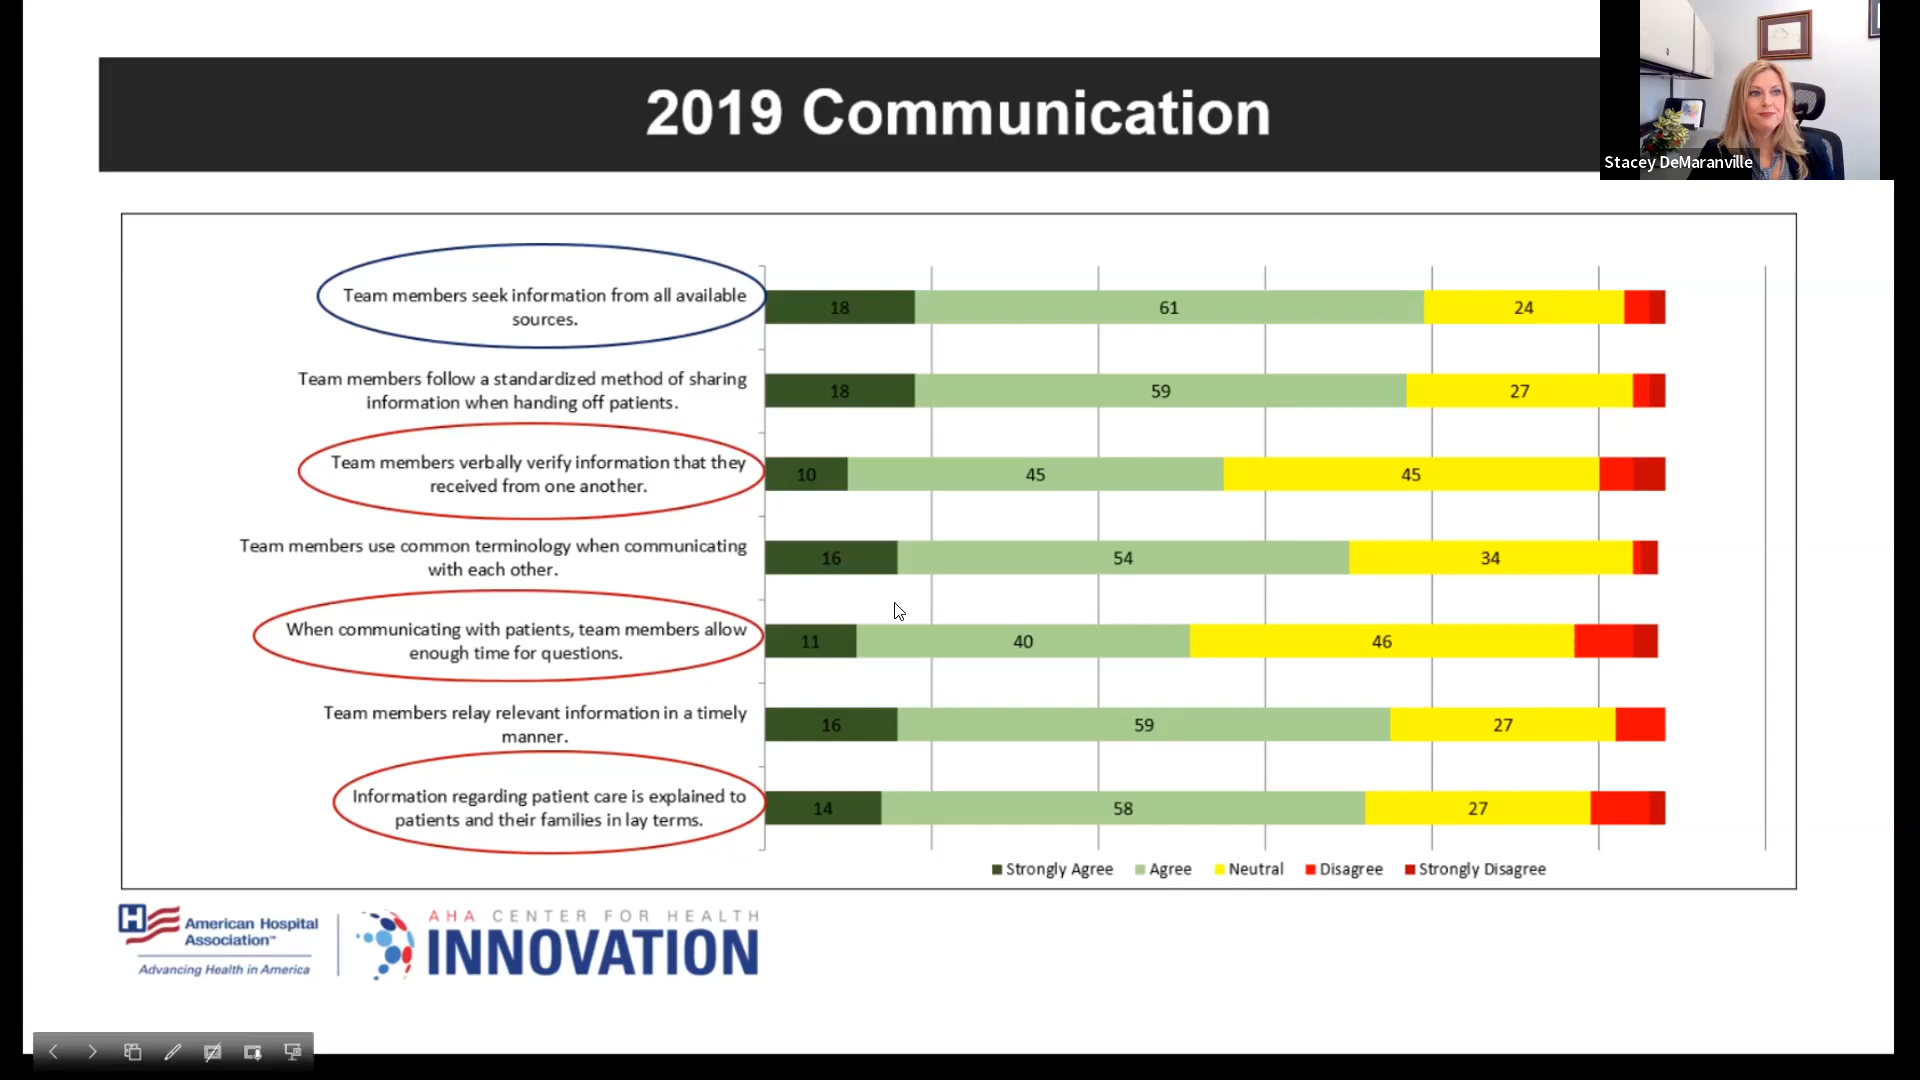 2019 Communication
Stacey DeMaranville
Team members seek information from all available
sources.
18 61 24
Team members follow a standardized method of sharing
information when handing off patients.
18 59 27
Team members verbally verify information that they
received from one another.
10 45 45
Team members use common terminology when communicating
with each other.
16 54 34
When communicating with patients, team members allow
enough time for questions.
11 40 46
Team members relay relevant information in a timely
manner.
16 59 27
Information regarding patient care is explained to
patients and their families in lay terms.
14 58 27
Strongly Agree Agree Neutral Disagree Strongly Disagree
H
American Hospital
Association™
Advancing Health in America
AHA CENTER FOR HEALTH
INNOVATION